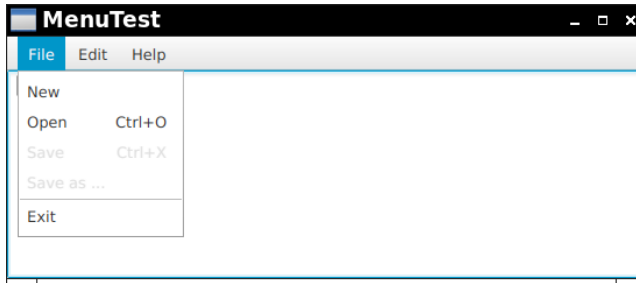 MenuTest
File Edit Help
New
Open Ctrl+O
Save Ctrl+X
Save as ...
Exit